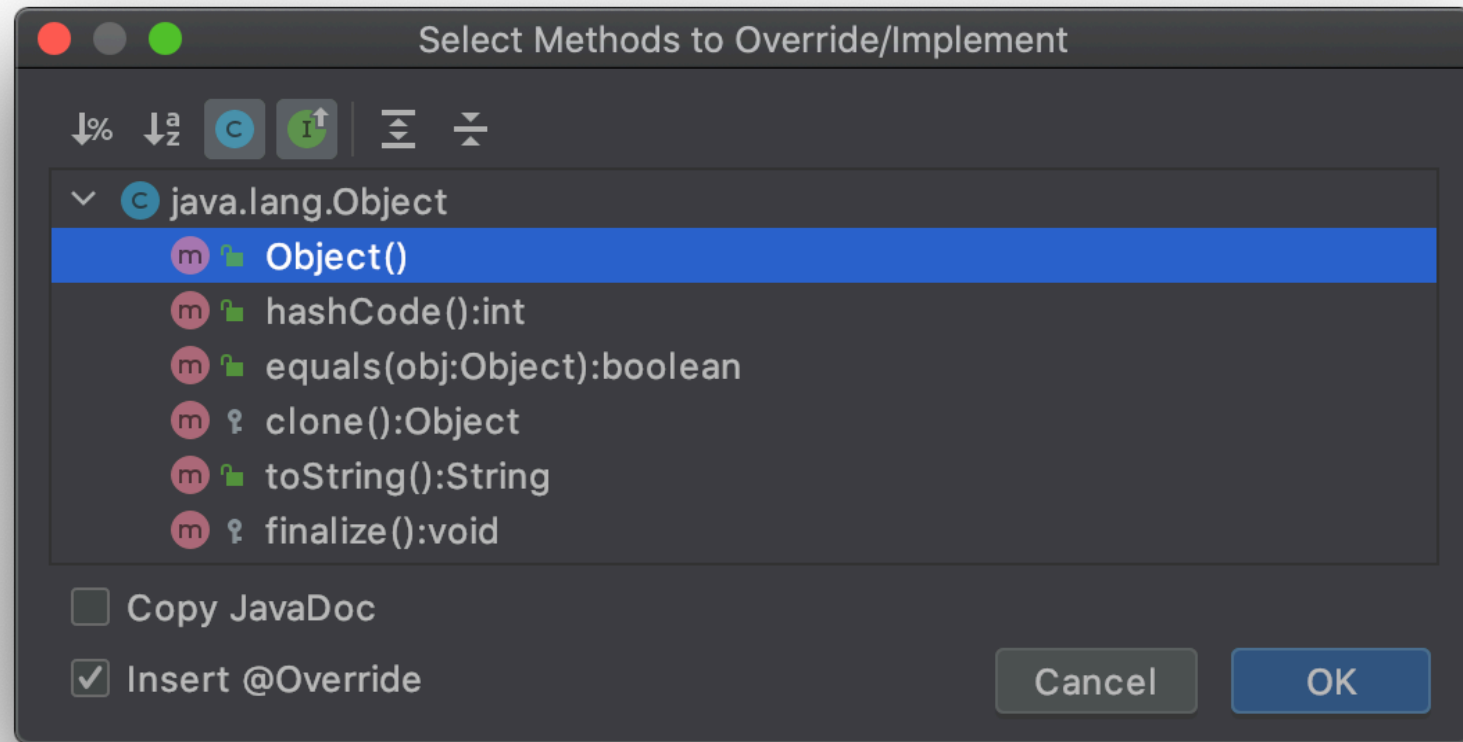 Select Methods to Override/Implement
% a z C I
C java.lang.Object
m Object()
m hashCode():int
m equals(obj:Object):boolean
m clone():Object
m toString():String
m finalize():void
Copy JavaDoc
Insert @Override
Cancel OK